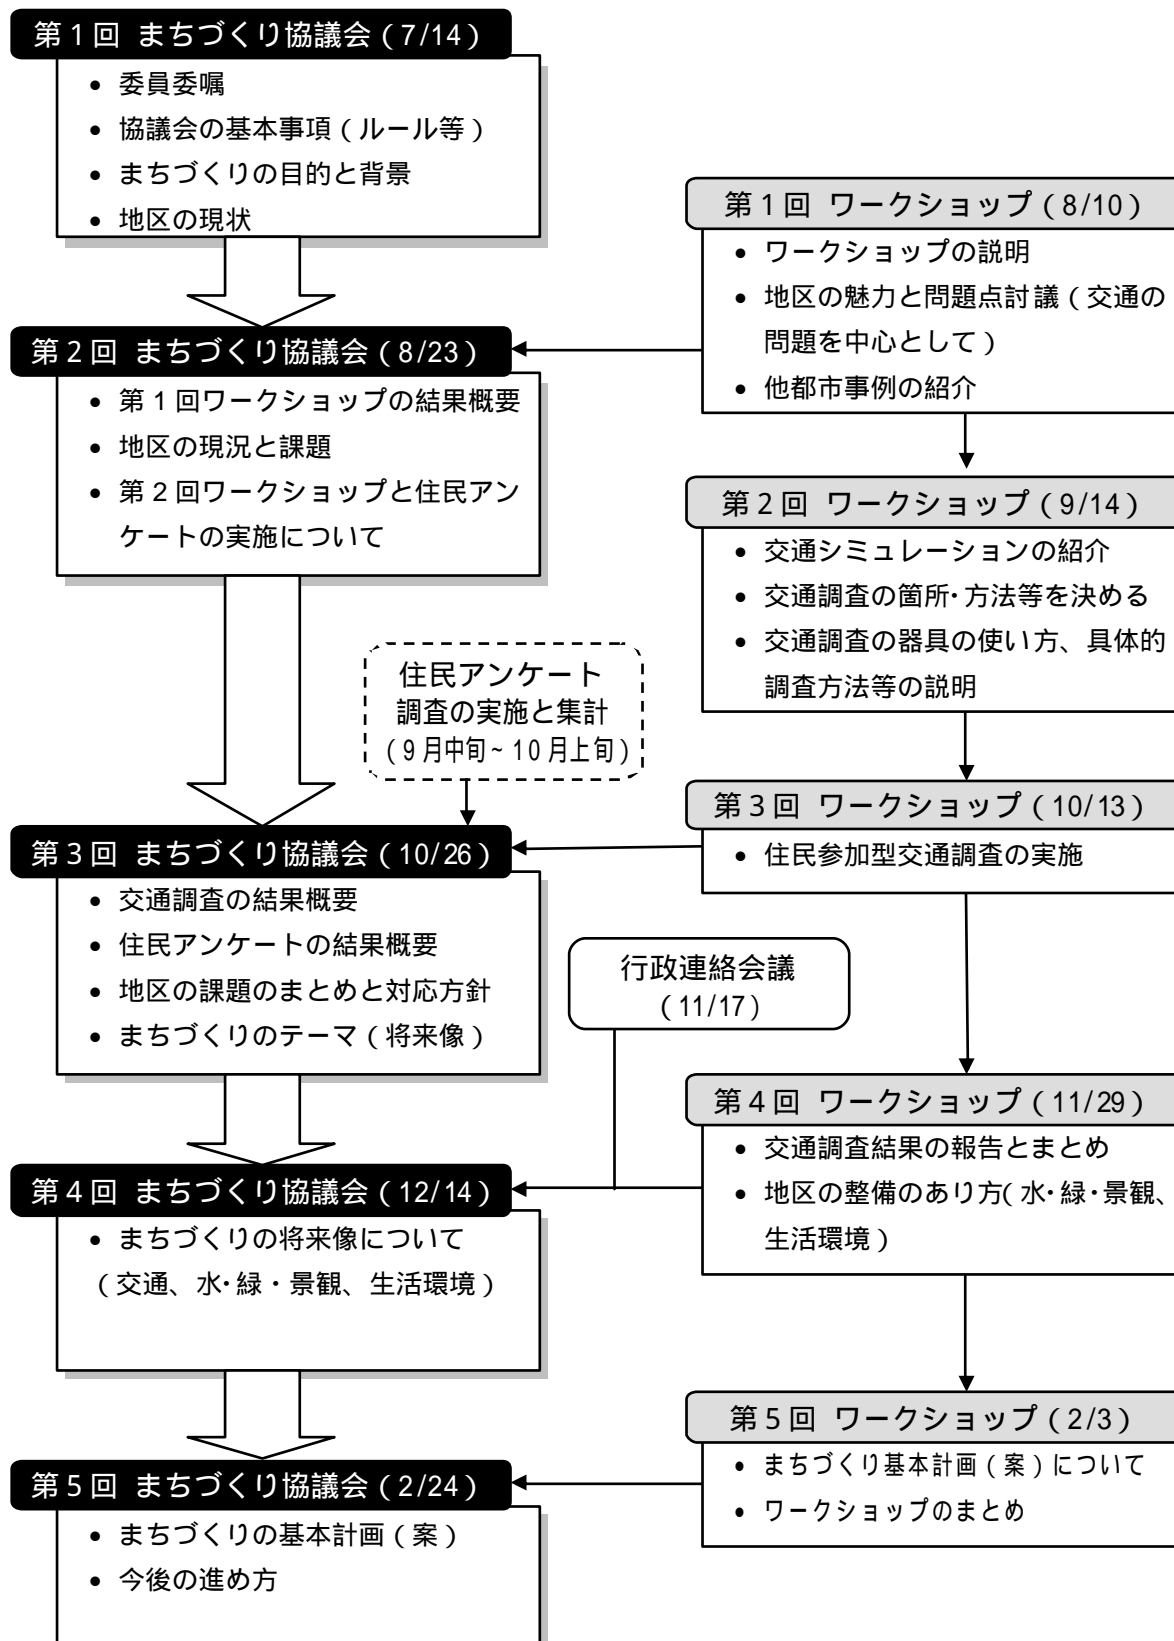 第1回 まちづくり協議会（7/14）
• 委員委嘱
• 協議会の基本事項（ルール等）
• まちづくりの目的と背景
• 地区の現状
第1回 ワークショップ（8/10）
• ワークショップの説明
• 地区の魅力と問題点討議（交通の
問題を中心として）
• 他都市事例の紹介
第2回 まちづくり協議会（8/23）
• 第1回ワークショップの結果概要
• 地区の現況と課題
• 第2回ワークショップと住民アン
ケートの実施について
第2回 ワークショップ（9/14）
• 交通シミュレーションの紹介
• 交通調査の箇所・方法等を決める
• 交通調査の器具の使い方、具体的
調査方法等の説明
住民アンケート
調査の実施と集計
（9月中旬~10月上旬）
第3回 ワークショップ（10/13）
• 住民参加型交通調査の実施
第3回 まちづくり協議会（10/26）
• 交通調査の結果概要
• 住民アンケートの結果概要
• 地区の課題のまとめと対応方針
• まちづくりのテーマ（将来像）
行政連絡会議
（11/17）
第4回 ワークショップ（11/29）
• 交通調査結果の報告とまとめ
• 地区の整備のあり方（水・緑・景観、
生活環境）
第4回 まちづくり協議会（12/14）
• まちづくりの将来像について
（交通、水・緑・景観、生活環境）
第5回 ワークショップ（2/3）
• まちづくり基本計画（案）について
• ワークショップのまとめ
第5回 まちづくり協議会（2/24）
• まちづくりの基本計画（案）
• 今後の進め方